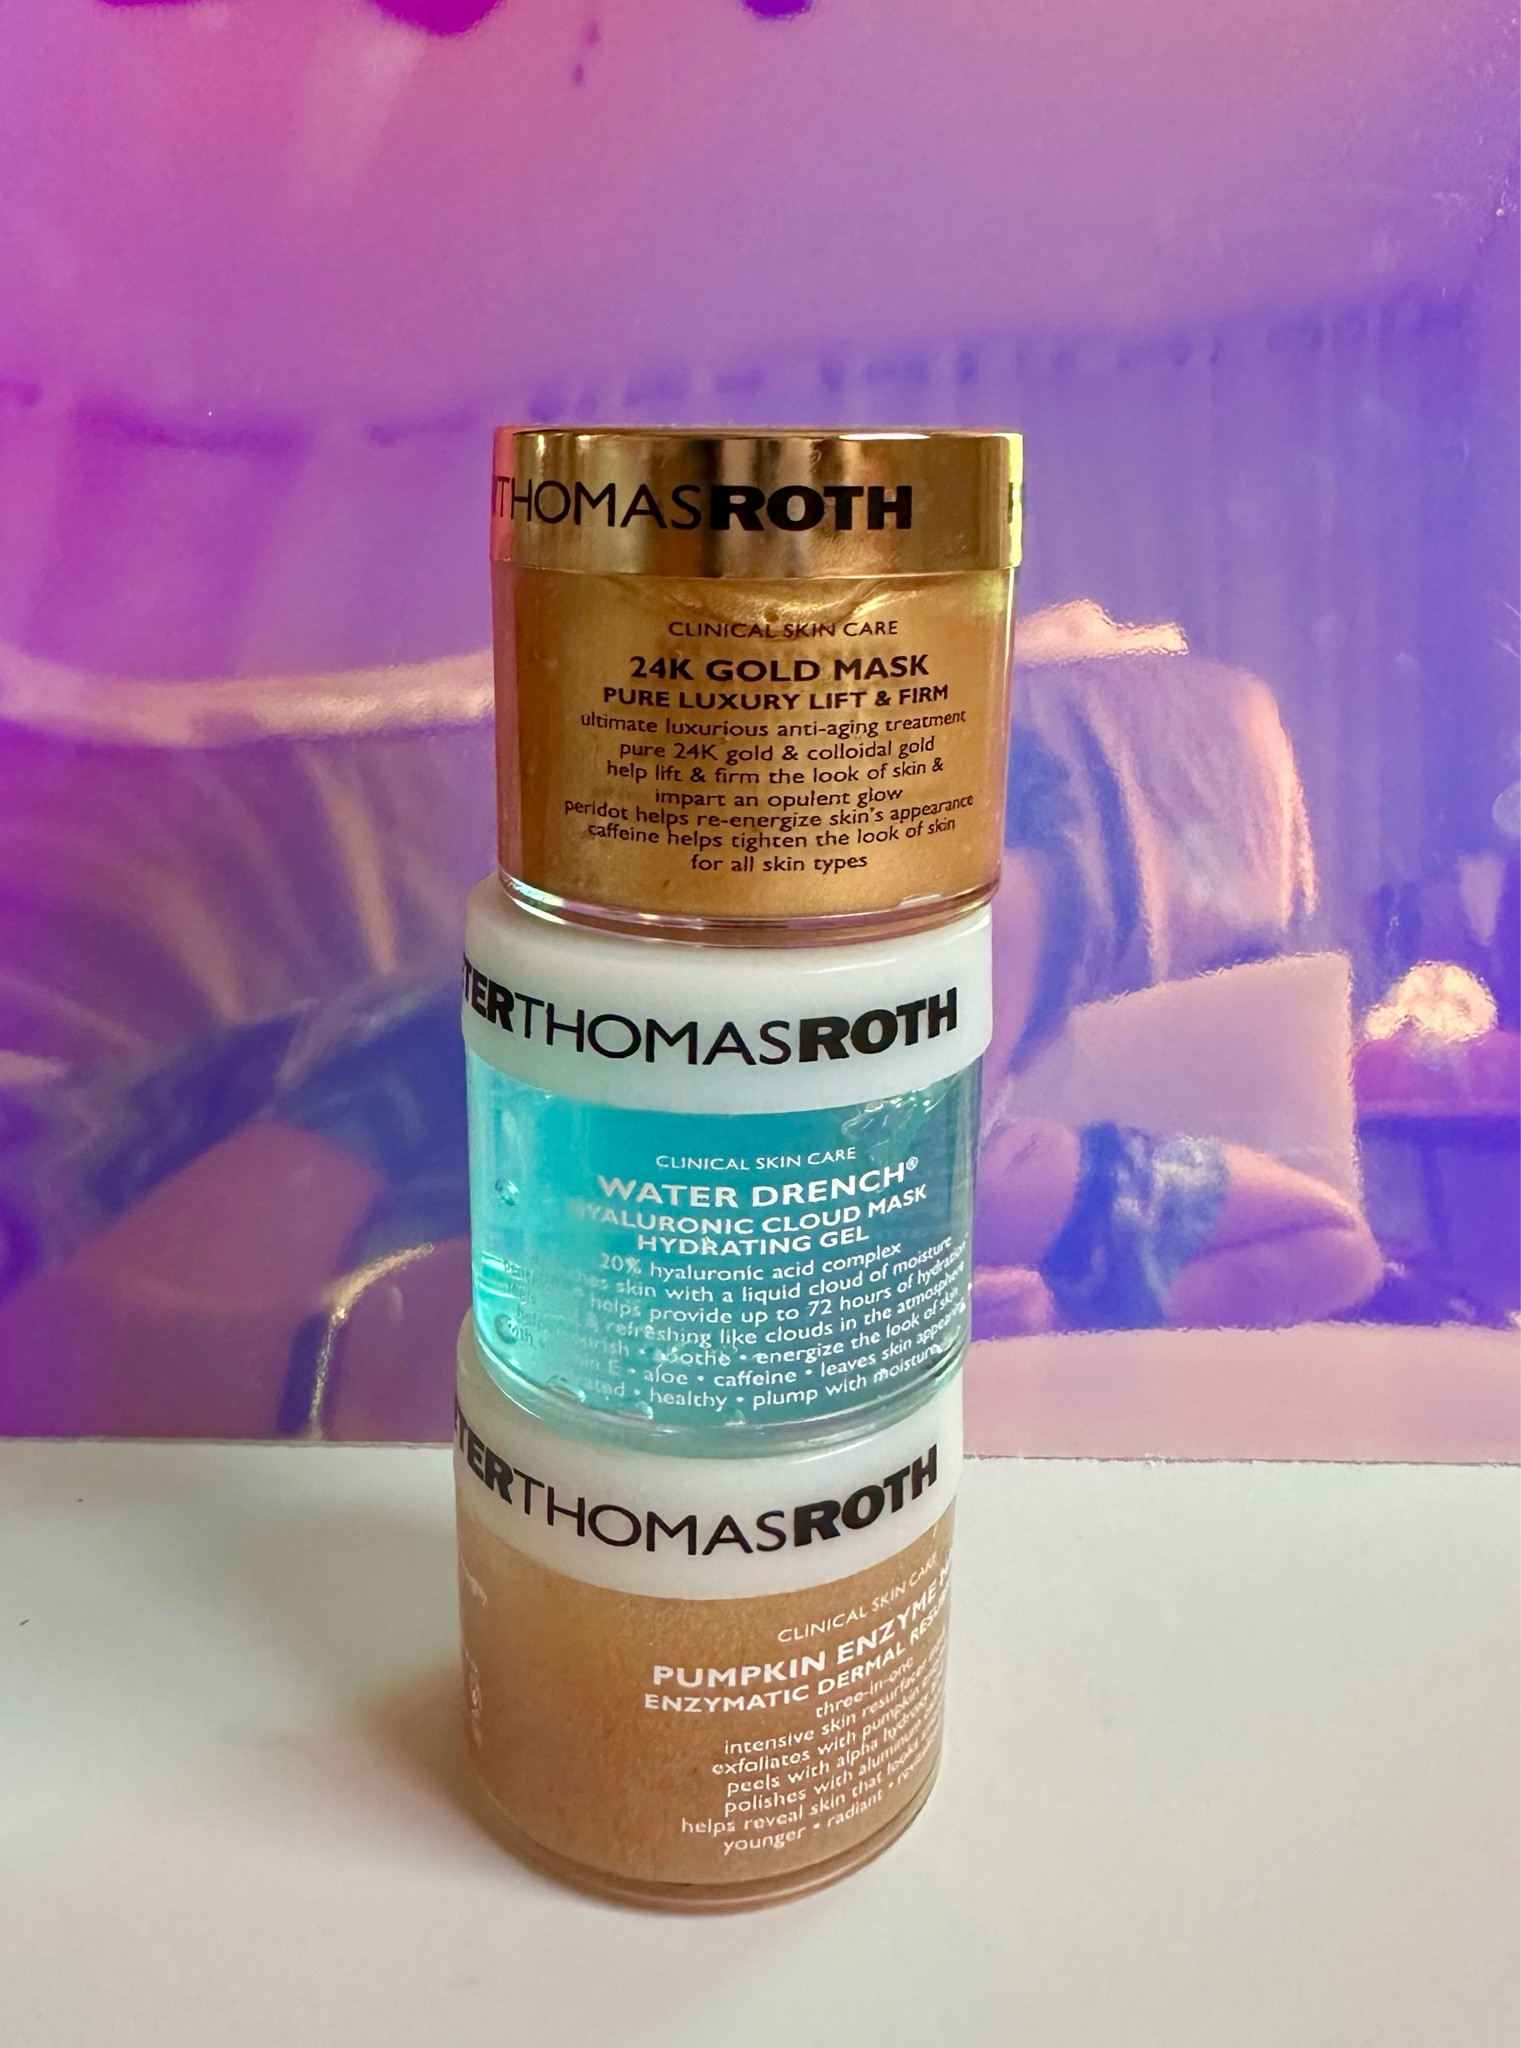 THOMASROTH
CLINICAL SKIN CARE
24K GOLD MASK
PURE LUXURY LIFT & FIRM
ultimate luxurious anti-aging treatment
pure 24K gold & colloidal gold
help lift & firm the look of skin &
impart an opulent glow
peridot helps re-energize skin's appearance
caffeine helps tighten the look of skin
for all skin types
TERTHOMASROTH
CLINICAL SKIN CARE
WATER DRENCH®
HYALURONIC CLOUD MASK
HYDRATING GEL
20% hyaluronic acid complex
skin with a liquid cloud of moisture
helps provide up to 72 hours of hydration*
& refreshing like clouds in the atmosphere
soothe • energize the look of skin
E • aloe • caffeine • leaves skin
• healthy • plump with moisture
TERTHOMASROTH
CLINICAL SKIN CARE
PUMPKIN ENZYME
ENZYMATIC DERMAL
three-in-one
intensive skin resurfacer
exfoliates with pumpkin
peels with alpha hydroxy
polishes with aluminum
helps reveal skin that looks
younger • radiant •